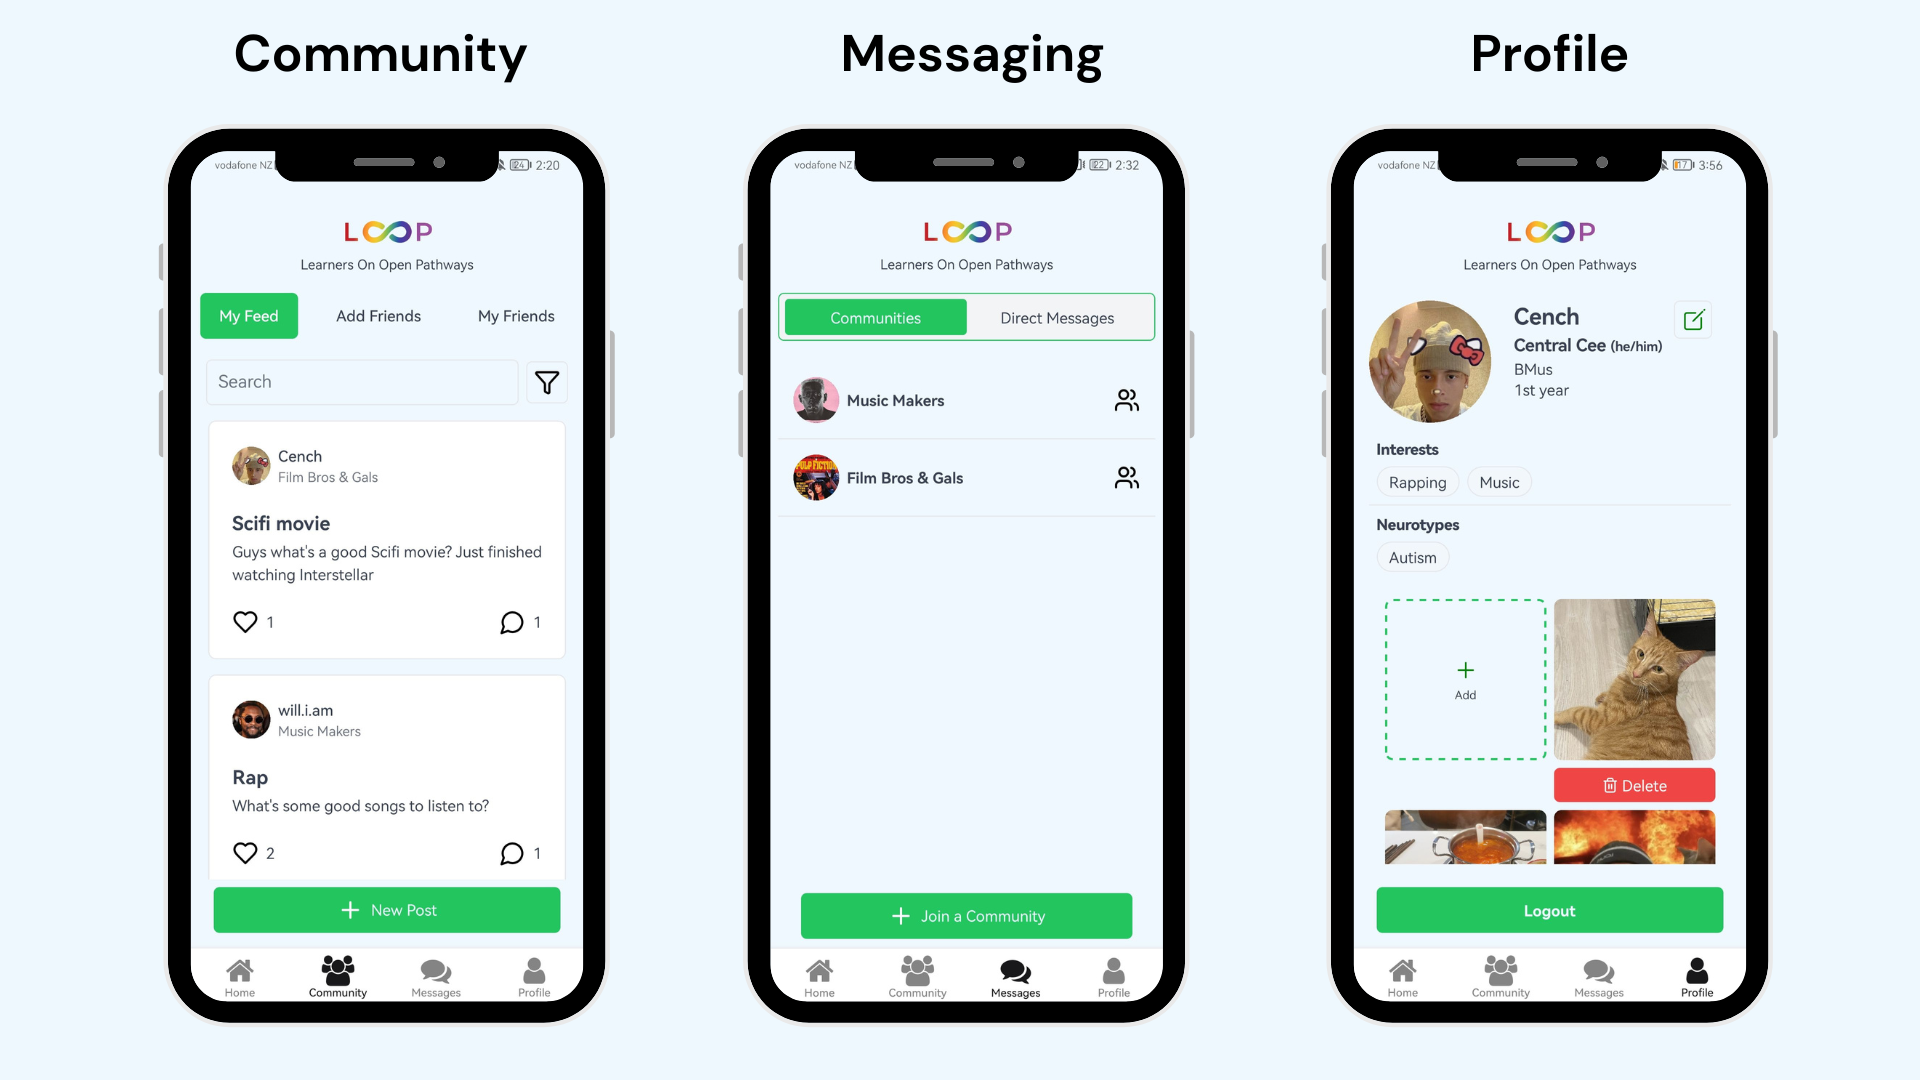 Community
Messaging
Profile
vodafone NZ
24
2:20
LOOP
Learners On Open Pathways
My Feed
Add Friends
My Friends
Search
Cench
Film Bros & Gals
Scifi movie
Guys what's a good Scifi movie? Just finished
watching Interstellar
1
1
will.i.am
Music Makers
Rap
What's some good songs to listen to?
2
1
New Post
Home
Community
Messages
Profile
vodafone NZ
22
2:32
LOOP
Learners On Open Pathways
Communities
Direct Messages
Music Makers
PULP FICTION
Film Bros & Gals
Join a Community
Home
Community
Messages
Profile
vodafone NZ
17
3:56
LOOP
Learners On Open Pathways
Cench
Central Cee (he/him)
BMus
1st year
Interests
Rapping
Music
Neurotypes
Autism
Add
Delete
Logout
Home
Community
Messages
Profile